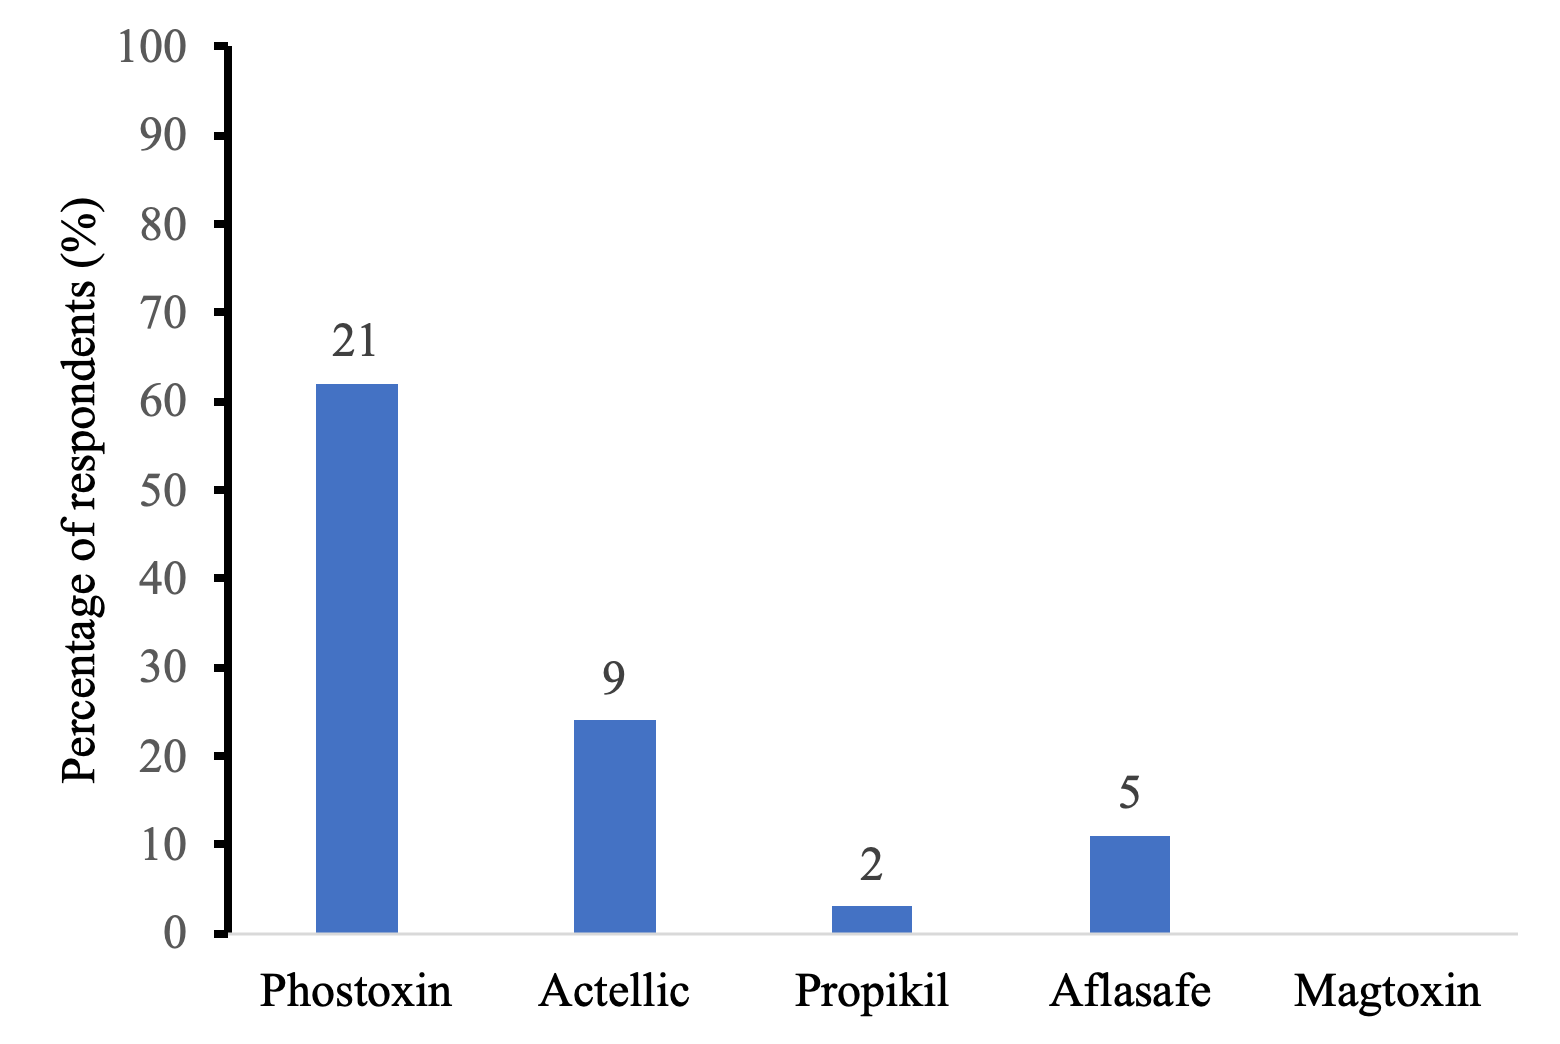 Percentage of respondents (%)
100
90
80
70
60
50
40
30
20
10
0
21
9
2
5
Phostoxin
Actellic
Propikil
Aflasafe
Magtoxin